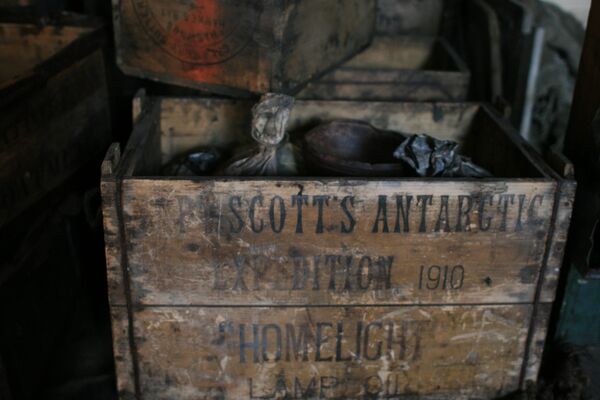 SCOTT'S ANTARCTIC
EXPEDITION 1910
"HOMELIGHT
LAMP OIL